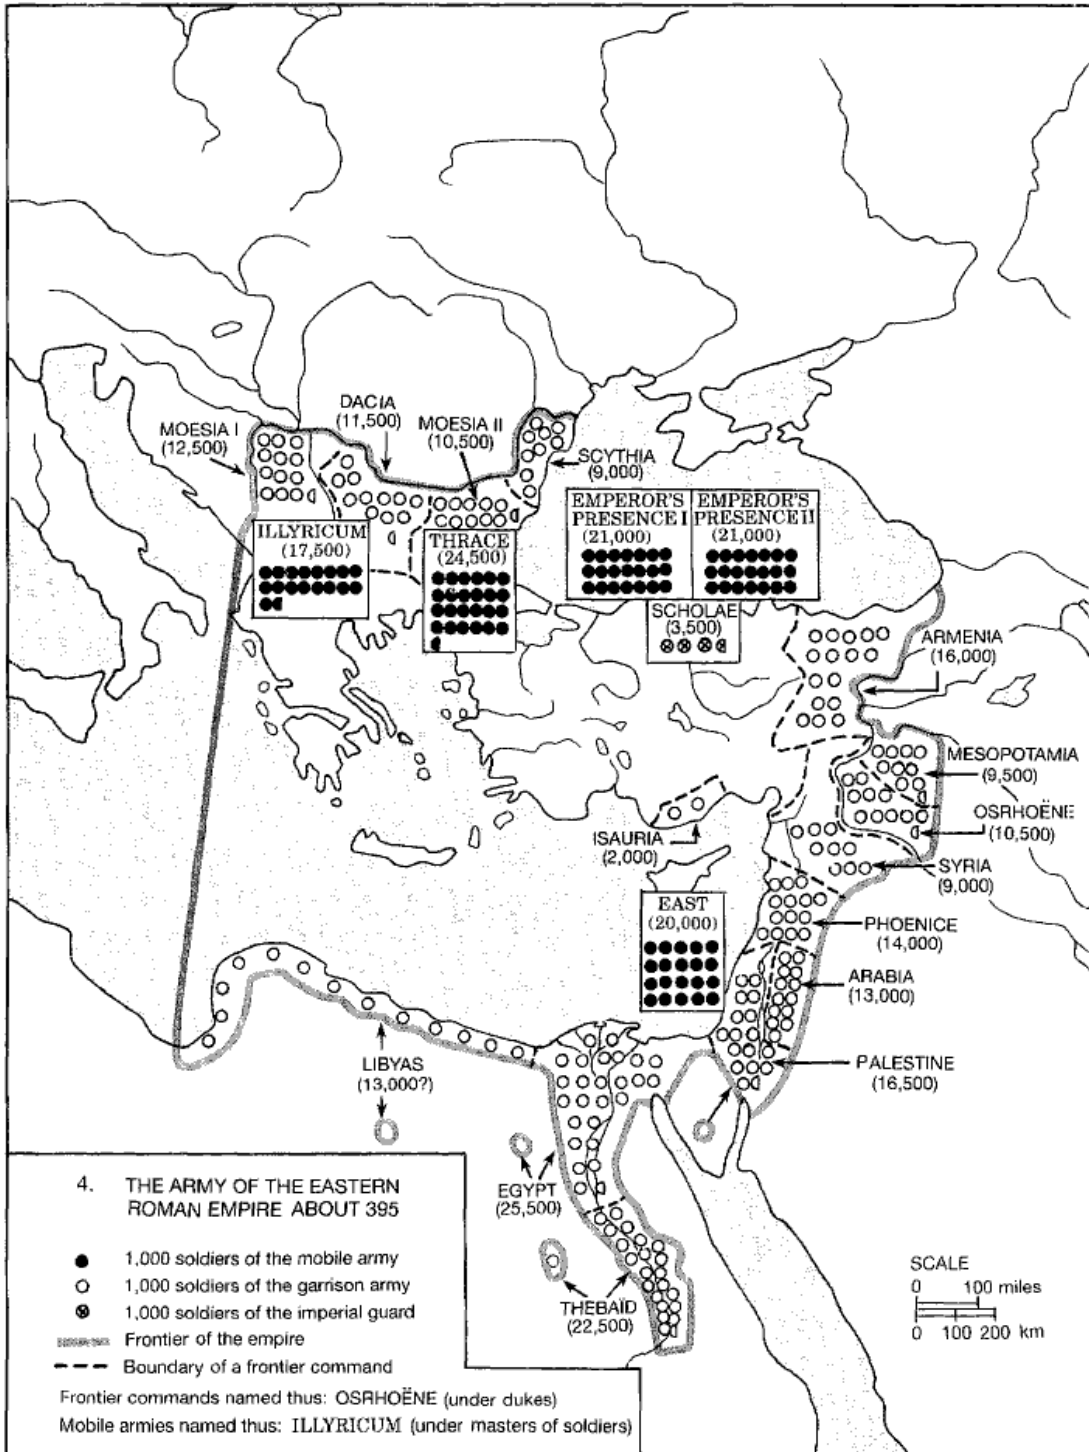 DACIA
(11,500)
MOESIA II
(10,500)
MOESIA I
(12,500)
SCYTHIA
(9,000)
ILLYRICUM
(17,500)
THRACE
(24,500)
EMPEROR'S
PRESENCE I
(21,000)
EMPEROR'S
PRESENCE II
(21,000)
SCHOLAE
(3,500)
ARMENIA
(16,000)
MESOPOTAMIA
(9,500)
OSRHOËNE
(10,500)
ISAURIA
(2,000)
SYRIA
(9,000)
EAST
(20,000)
PHOENICE
(14,000)
ARABIA
(13,000)
PALESTINE
(16,500)
LIBYAS
(13,000?)
EGYPT
(25,500)
THEBAÏD
(22,500)
4. THE ARMY OF THE EASTERN
ROMAN EMPIRE ABOUT 395
1,000 soldiers of the mobile army
1,000 soldiers of the garrison army
1,000 soldiers of the imperial guard
Frontier of the empire
Boundary of a frontier command
Frontier commands named thus: OSRHOËNE (under dukes)
Mobile armies named thus: ILLYRICUM (under masters of soldiers)
SCALE
0 100 miles
0 100 200 km